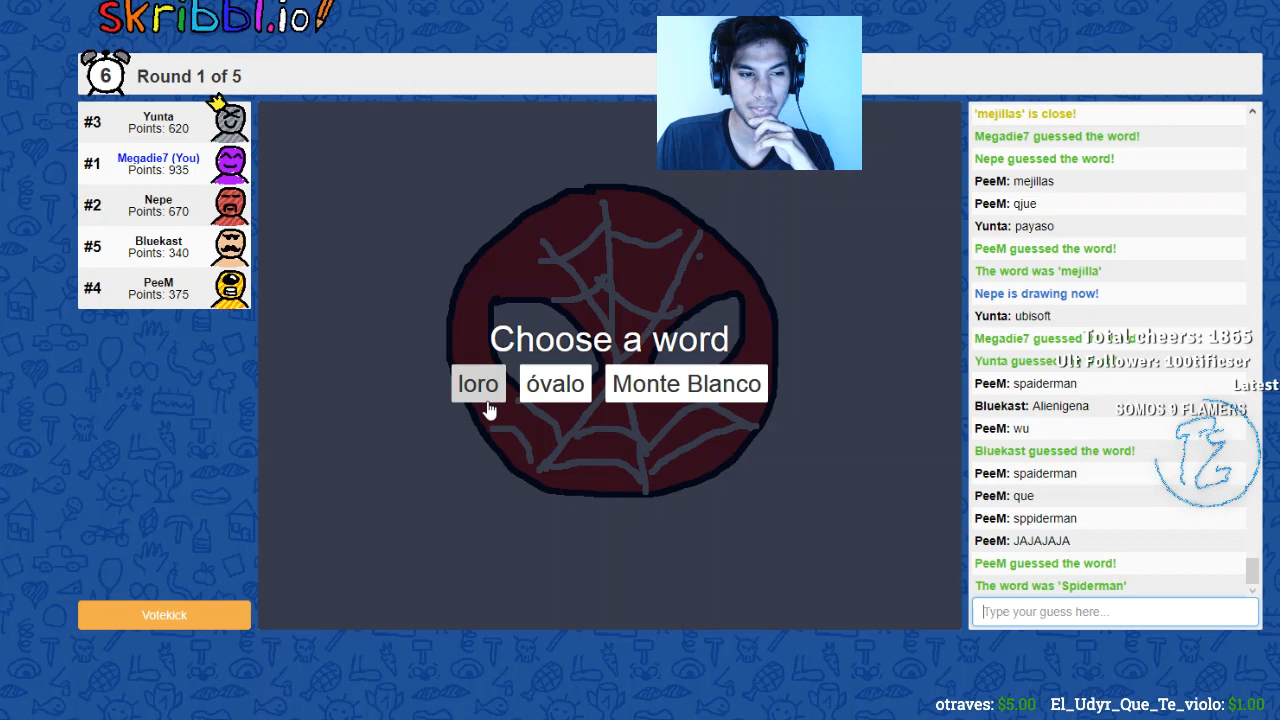 skribbl.io
6
Round 1 of 5
#3
Yunta
Points: 620
#1
Megadie7 (You)
Points: 935
#2
Nepe
Points: 670
#5
Bluekast
Points: 340
#4
PeeM
Points: 375
Votekick
Choose a word
loro
óvalo
Monte Blanco
'mejillas' is close!
Megadie7 guessed the word!
Nepe guessed the word!
PeeM: mejillas
PeeM: qjue
Yunta: payaso
PeeM guessed the word!
The word was 'mejilla'
Nepe is drawing now!
Yunta: ubisoft
Total cheers: 1865
Megadie7 guessed
Ult Follower: 100tificscr
Yunta guesse
PeeM: spaiderman
Latest
Bluekast: Alienigena
SOMOS 9 FLAMERS
PeeM: wu
Bluekast guessed the word!
PeeM: spaiderman
PeeM: que
PeeM: sppiderman
PeeM: JAJAJAJA
PeeM guessed the word!
The word was 'Spiderman'
Type your guess here...
otraves: $5.00 El_Udyr_Que_Te_violo: $1.00